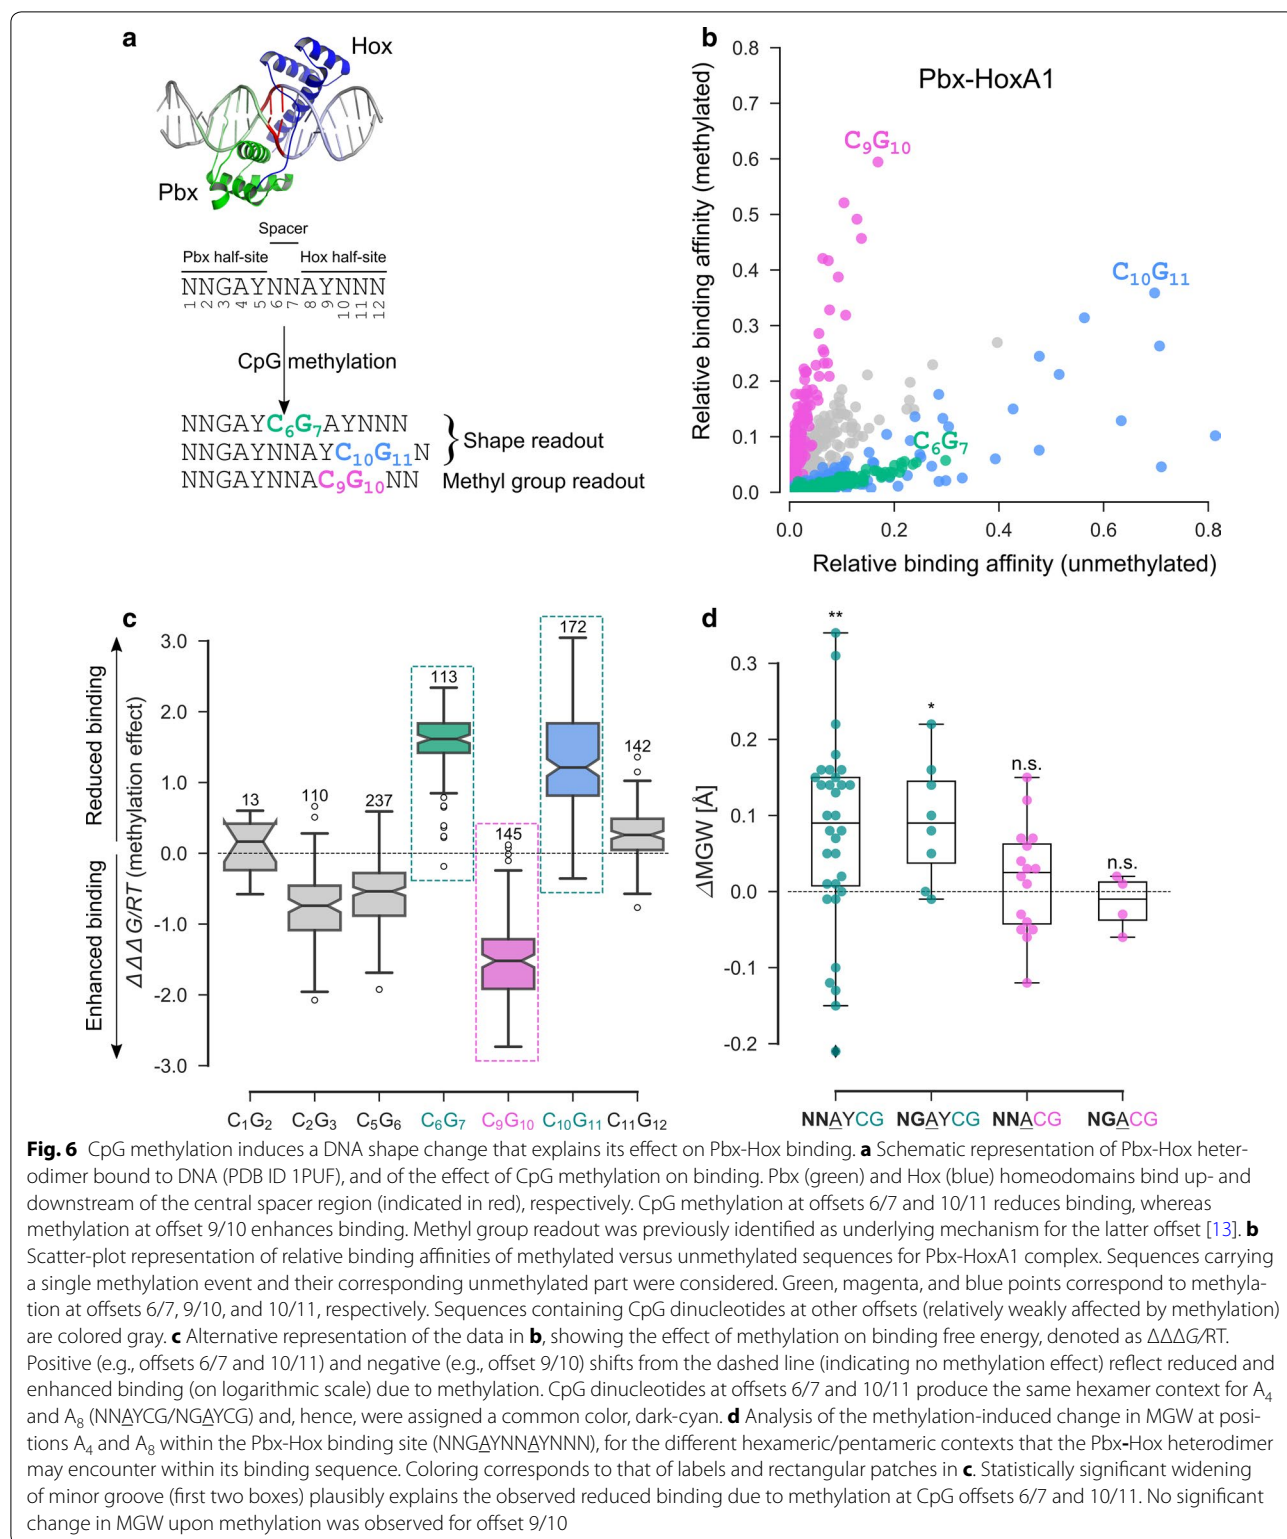 a
Hox
Pbx
Spacer
Pbx half-site Hox half-site
NNGAYNNAYNNN
1 2 3 4 5 6 7 8 9 10 11 12
CpG methylation
NNGAYC6G7AYNNN
NNGAYNNAYC10G11N
Shape readout
NNGAYNNAC9G10NN
Methyl group readout
b
Pbx-HoxA1
C9G10
C10G11
C6G7
Relative binding affinity (methylated)
0.8
0.7
0.6
0.5
0.4
0.3
0.2
0.1
0.0
0.0 0.2 0.4 0.6 0.8
Relative binding affinity (unmethylated)
c
Reduced binding
Enhanced binding
ΔΔΔG/RT (methylation effect)
3.0
2.0
1.0
0.0
-1.0
-2.0
-3.0
13 110 237 113 145 172 142
C1G2 C2G3 C5G6 C6G7 C9G10 C10G11 C11G12
d
ΔMGW [Å]
0.3
0.2
0.1
0.0
-0.1
-0.2
** * n.s. n.s.
NNAYCG NGAYCG NNACG NGACG
Fig. 6 CpG methylation induces a DNA shape change that explains its effect on Pbx-Hox binding. a Schematic representation of Pbx-Hox heter-
odimer bound to DNA (PDB ID 1PUF), and of the effect of CpG methylation on binding. Pbx (green) and Hox (blue) homeodomains bind up- and
downstream of the central spacer region (indicated in red), respectively. CpG methylation at offsets 6/7 and 10/11 reduces binding, whereas
methylation at offset 9/10 enhances binding. Methyl group readout was previously identified as underlying mechanism for the latter offset [13]. b
Scatter-plot representation of relative binding affinities of methylated versus unmethylated sequences for Pbx-HoxA1 complex. Sequences carrying
a single methylation event and their corresponding unmethylated part were considered. Green, magenta, and blue points correspond to methyla-
tion at offsets 6/7, 9/10, and 10/11, respectively. Sequences containing CpG dinucleotides at other offsets (relatively weakly affected by methylation)
are colored gray. c Alternative representation of the data in b, showing the effect of methylation on binding free energy, denoted as ΔΔΔG/RT.
Positive (e.g., offsets 6/7 and 10/11) and negative (e.g., offset 9/10) shifts from the dashed line (indicating no methylation effect) reflect reduced and
enhanced binding (on logarithmic scale) due to methylation. CpG dinucleotides at offsets 6/7 and 10/11 produce the same hexamer context for A4
and A8 (NNAYCG/NGAYCG) and, hence, were assigned a common color, dark-cyan. d Analysis of the methylation-induced change in MGW at posi-
tions A4 and A8 within the Pbx-Hox binding site (NNGAYNNAYNNN), for the different hexameric/pentameric contexts that the Pbx-Hox heterodimer
may encounter within its binding sequence. Coloring corresponds to that of labels and rectangular patches in c. Statistically significant widening
of minor groove (first two boxes) plausibly explains the observed reduced binding due to methylation at CpG offsets 6/7 and 10/11. No significant
change in MGW upon methylation was observed for offset 9/10